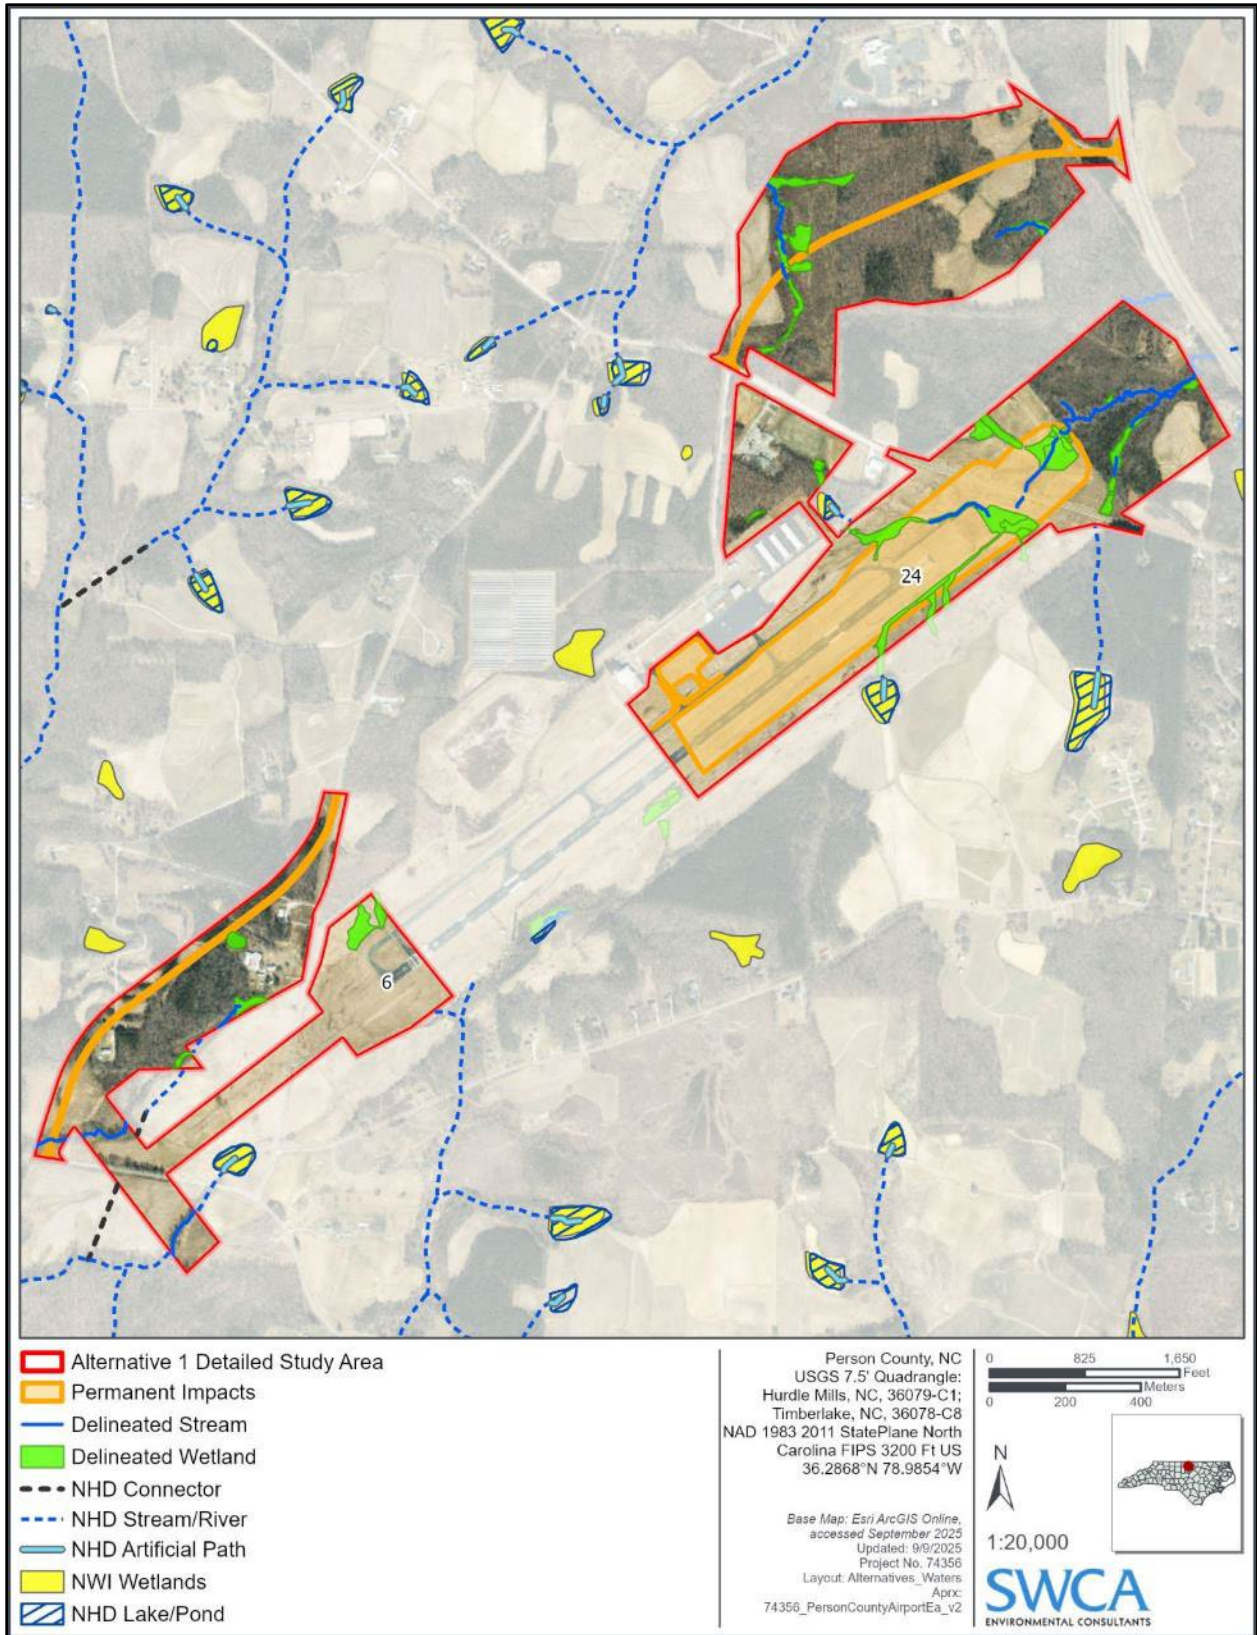 24
6
Alternative 1 Detailed Study Area
Permanent Impacts
Delineated Stream
Delineated Wetland
NHD Connector
NHD Stream/River
NHD Artificial Path
NWI Wetlands
NHD Lake/Pond
Person County, NC
USGS 7.5' Quadrangle:
Hurdle Mills, NC, 36079-C1;
Timberlake, NC, 36078-C8
NAD 1983 2011 StatePlane North
Carolina FIPS 3200 Ft US
36.2868°N 78.9854°W
Base Map: Esri ArcGIS Online,
accessed September 2025
Updated: 9/9/2025
Project No. 74356
Layout: Alternatives_Waters
Aprx:
74356_PersonCountyAirportEa_v2
0 825 1,650
Feet
Meters
0 200 400
N
1:20,000
SWCA
ENVIRONMENTAL CONSULTANTS